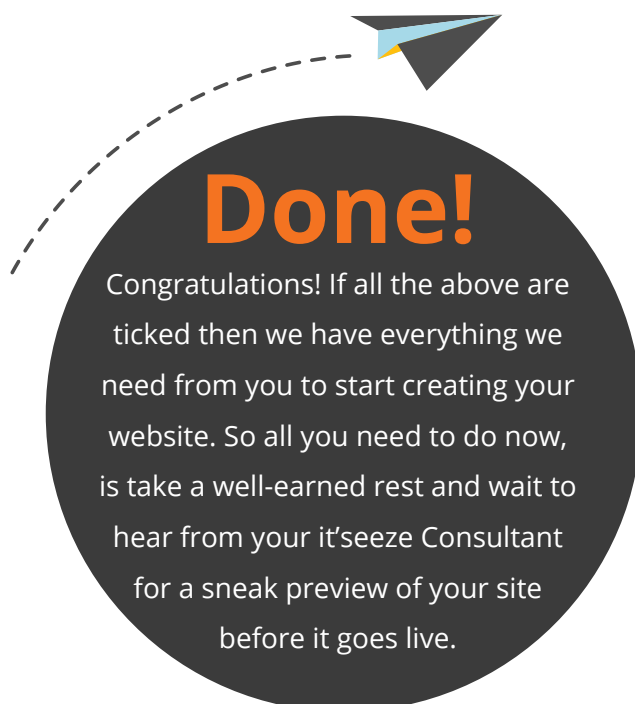 Done!
Congratulations! If all the above are
ticked then we have everything we
need from you to start creating your
website. So all you need to do now,
is take a well-earned rest and wait to
hear from your it’seeze Consultant
for a sneak preview of your site
before it goes live.